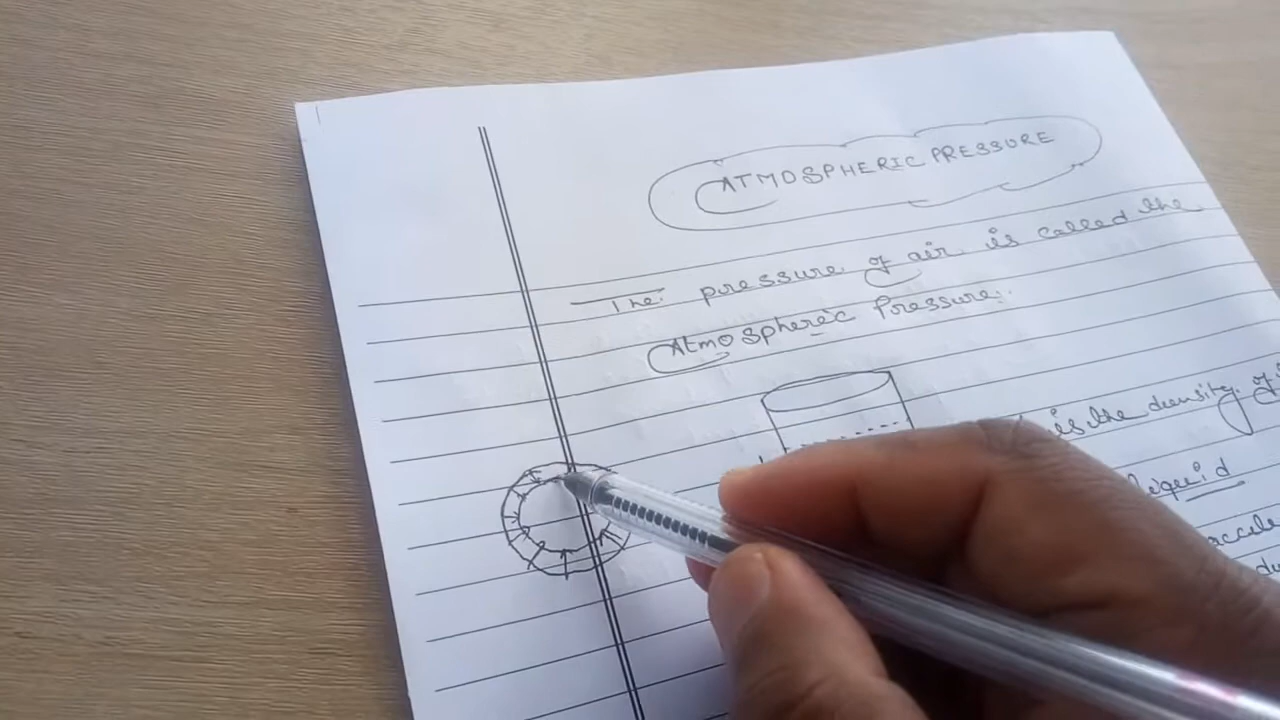 ATMOSPHERIC PRESSURE
The pressure of air is called the
Atmospheric Pressure.
is the density of
liquid